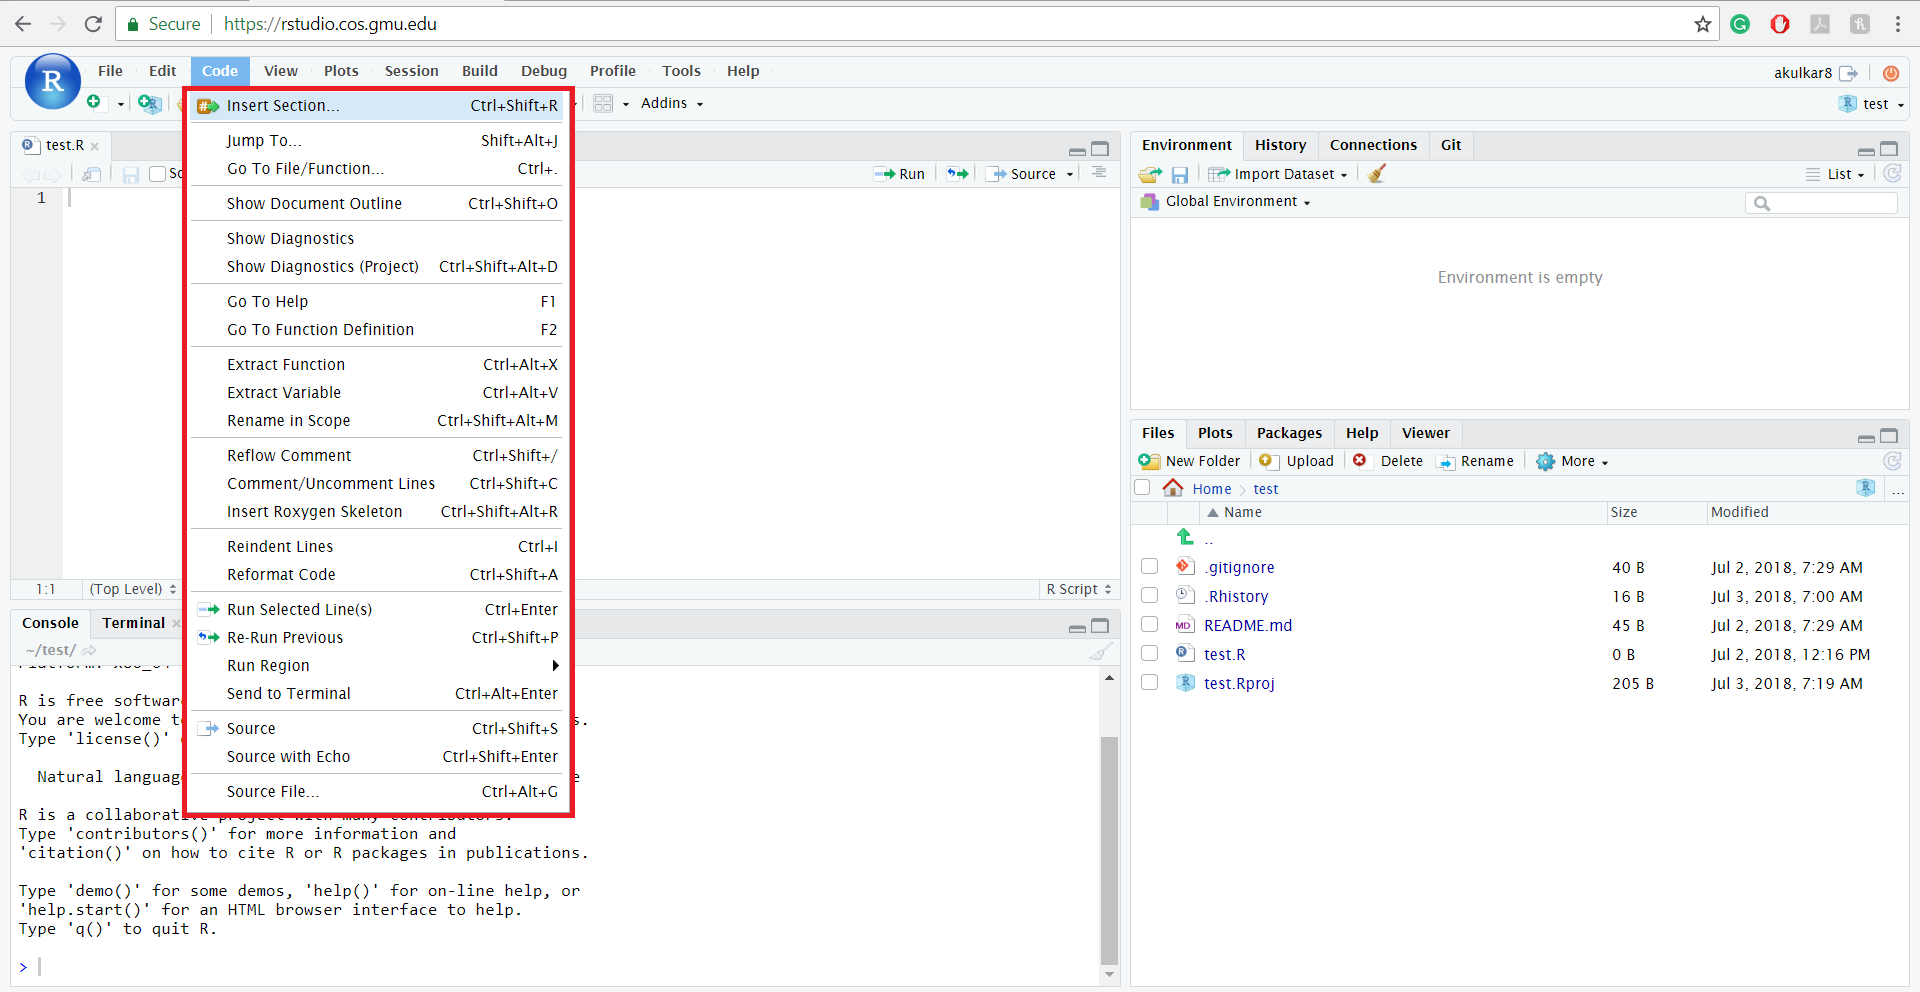 Secure https://rstudio.cos.gmu.edu
R File Edit Code View Plots Session Build Debug Profile Tools Help akulkar8
Addins test
Insert Section... Ctrl+Shift+R
Jump To... Shift+Alt+J
Go To File/Function... Ctrl+.
Show Document Outline Ctrl+Shift+O
Show Diagnostics
Show Diagnostics (Project) Ctrl+Shift+Alt+D
Go To Help F1
Go To Function Definition F2
Extract Function Ctrl+Alt+X
Extract Variable Ctrl+Alt+V
Rename in Scope Ctrl+Shift+Alt+M
Reflow Comment Ctrl+Shift+/
Comment/Uncomment Lines Ctrl+Shift+C
Insert Roxygen Skeleton Ctrl+Shift+Alt+R
Reindent Lines Ctrl+I
Reformat Code Ctrl+Shift+A
Run Selected Line(s) Ctrl+Enter
Re-Run Previous Ctrl+Shift+P
Run Region
Send to Terminal Ctrl+Alt+Enter
Source Ctrl+Shift+S
Source with Echo Ctrl+Shift+Enter
Source File... Ctrl+Alt+G
test.R
Run Source
1
1:1 (Top Level) R Script
Console Terminal
~/test/
R is free softwar
You are welcome t s.
Type 'license()'
Natural languag e
R is a collaborative project with many contributors.
Type 'contributors()' for more information and
'citation()' on how to cite R or R packages in publications.
Type 'demo()' for some demos, 'help()' for on-line help, or
'help.start()' for an HTML browser interface to help.
Type 'q()' to quit R.
>
Environment History Connections Git
Import Dataset List
Global Environment
Environment is empty
Files Plots Packages Help Viewer
New Folder Upload Delete Rename More
Home test ...
Name Size Modified
..
.gitignore 40 B Jul 2, 2018, 7:29 AM
.Rhistory 16 B Jul 3, 2018, 7:00 AM
README.md 45 B Jul 2, 2018, 7:29 AM
test.R 0 B Jul 2, 2018, 12:16 PM
test.Rproj 205 B Jul 3, 2018, 7:19 AM